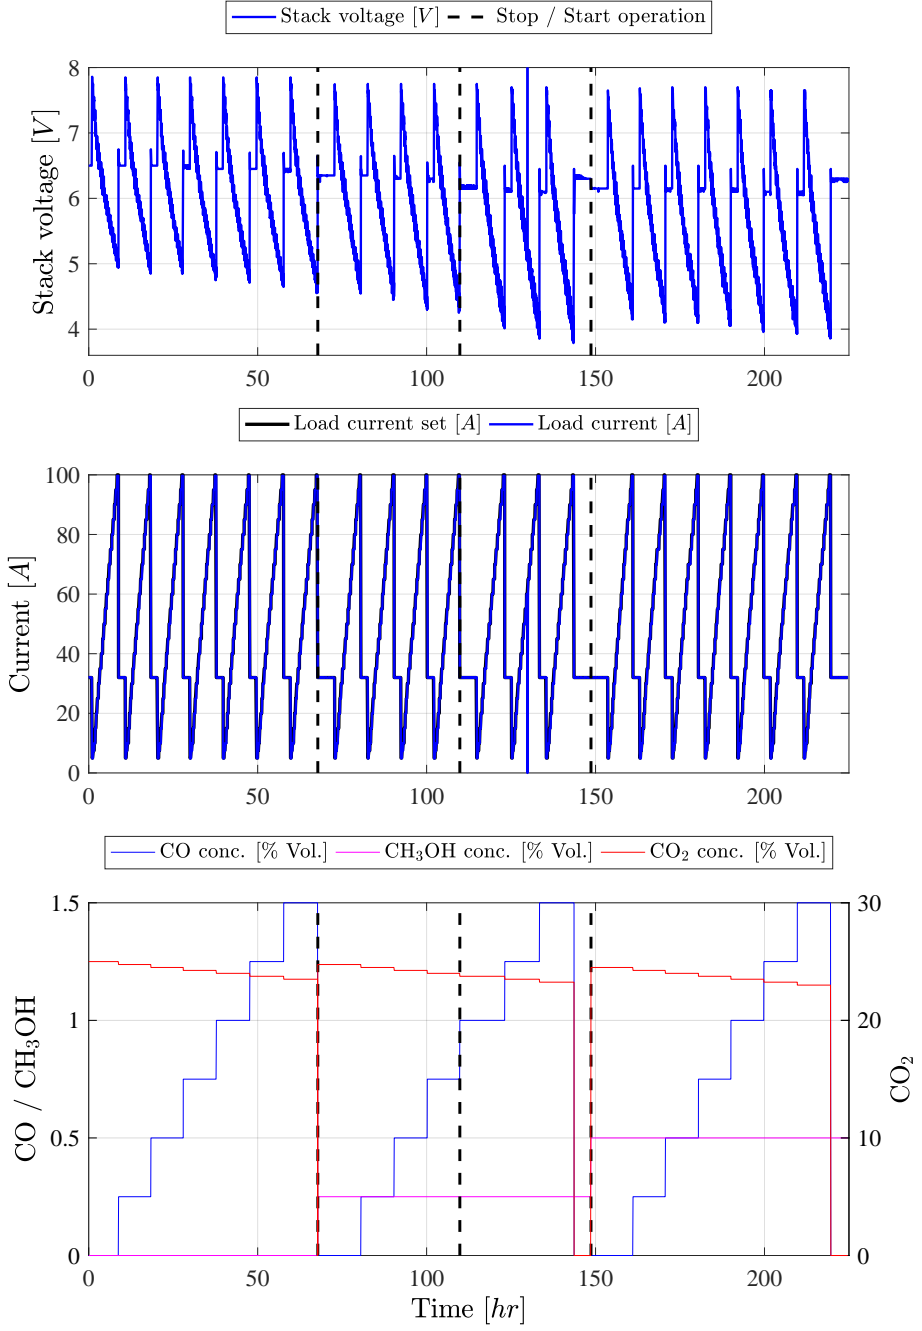 Stack voltage [V] Stop / Start operation
8
7
6
5
4
Stack voltage [V]
0 50 100 150 200
Load current set [A] Load current [A]
100
80
60
40
20
0
Current [A]
0 50 100 150 200
CO conc. [% Vol.] CH₃OH conc. [% Vol.] CO₂ conc. [% Vol.]
1.5
1
0.5
0
CO / CH₃OH
30
20
10
0
CO₂
0 50 100 150 200
Time [hr]